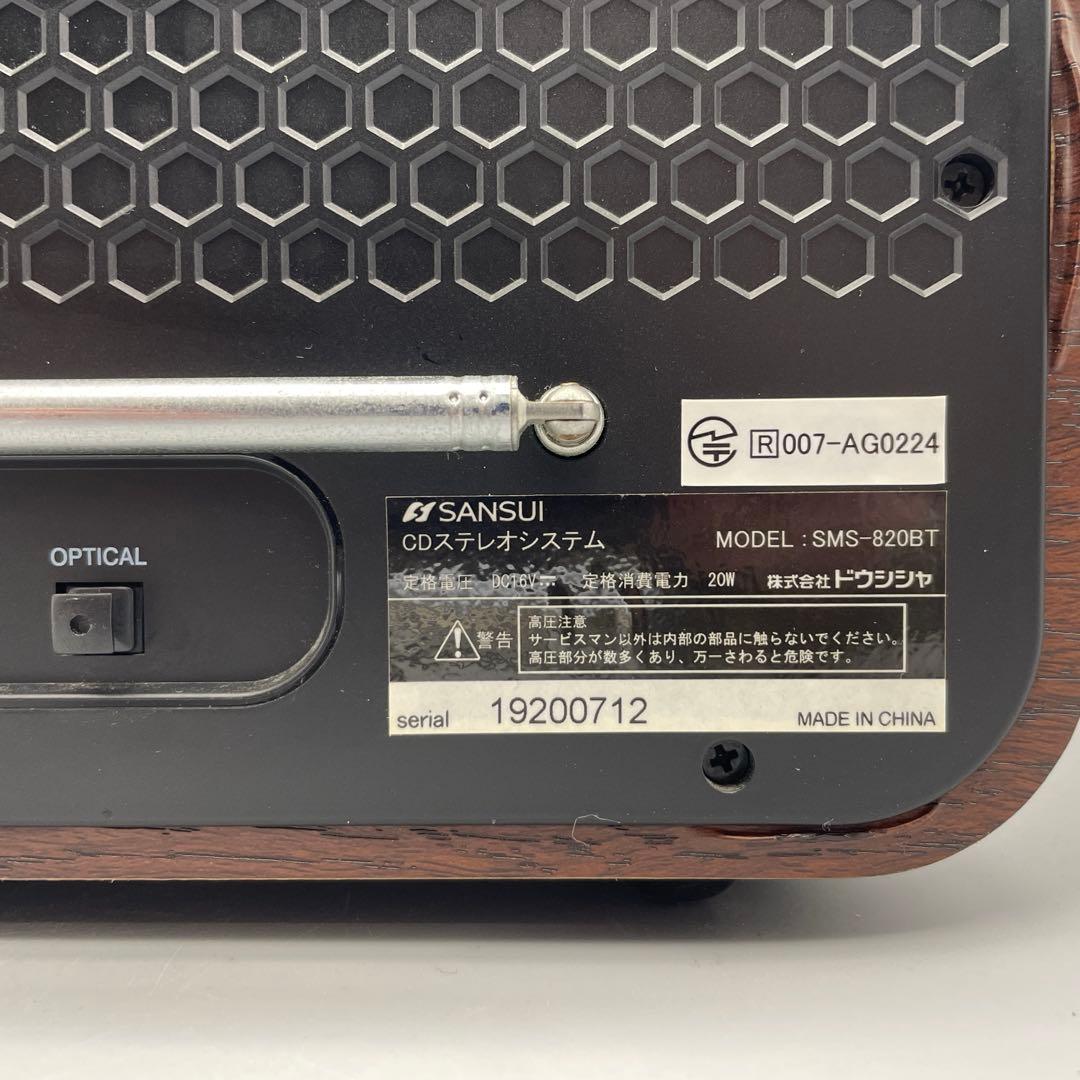 R 007-AG0224
SANSUI
CDステレオシステム MODEL : SMS-820BT
定格電圧 DC16V⎓ 定格消費電力 20W 株式会社ドウシシャ
警告
高圧注意
サービスマン以外は内部の部品に触らないでください。
高圧部分が数多くあり、万一さわると危険です。
serial 19200712 MADE IN CHINA
OPTICAL